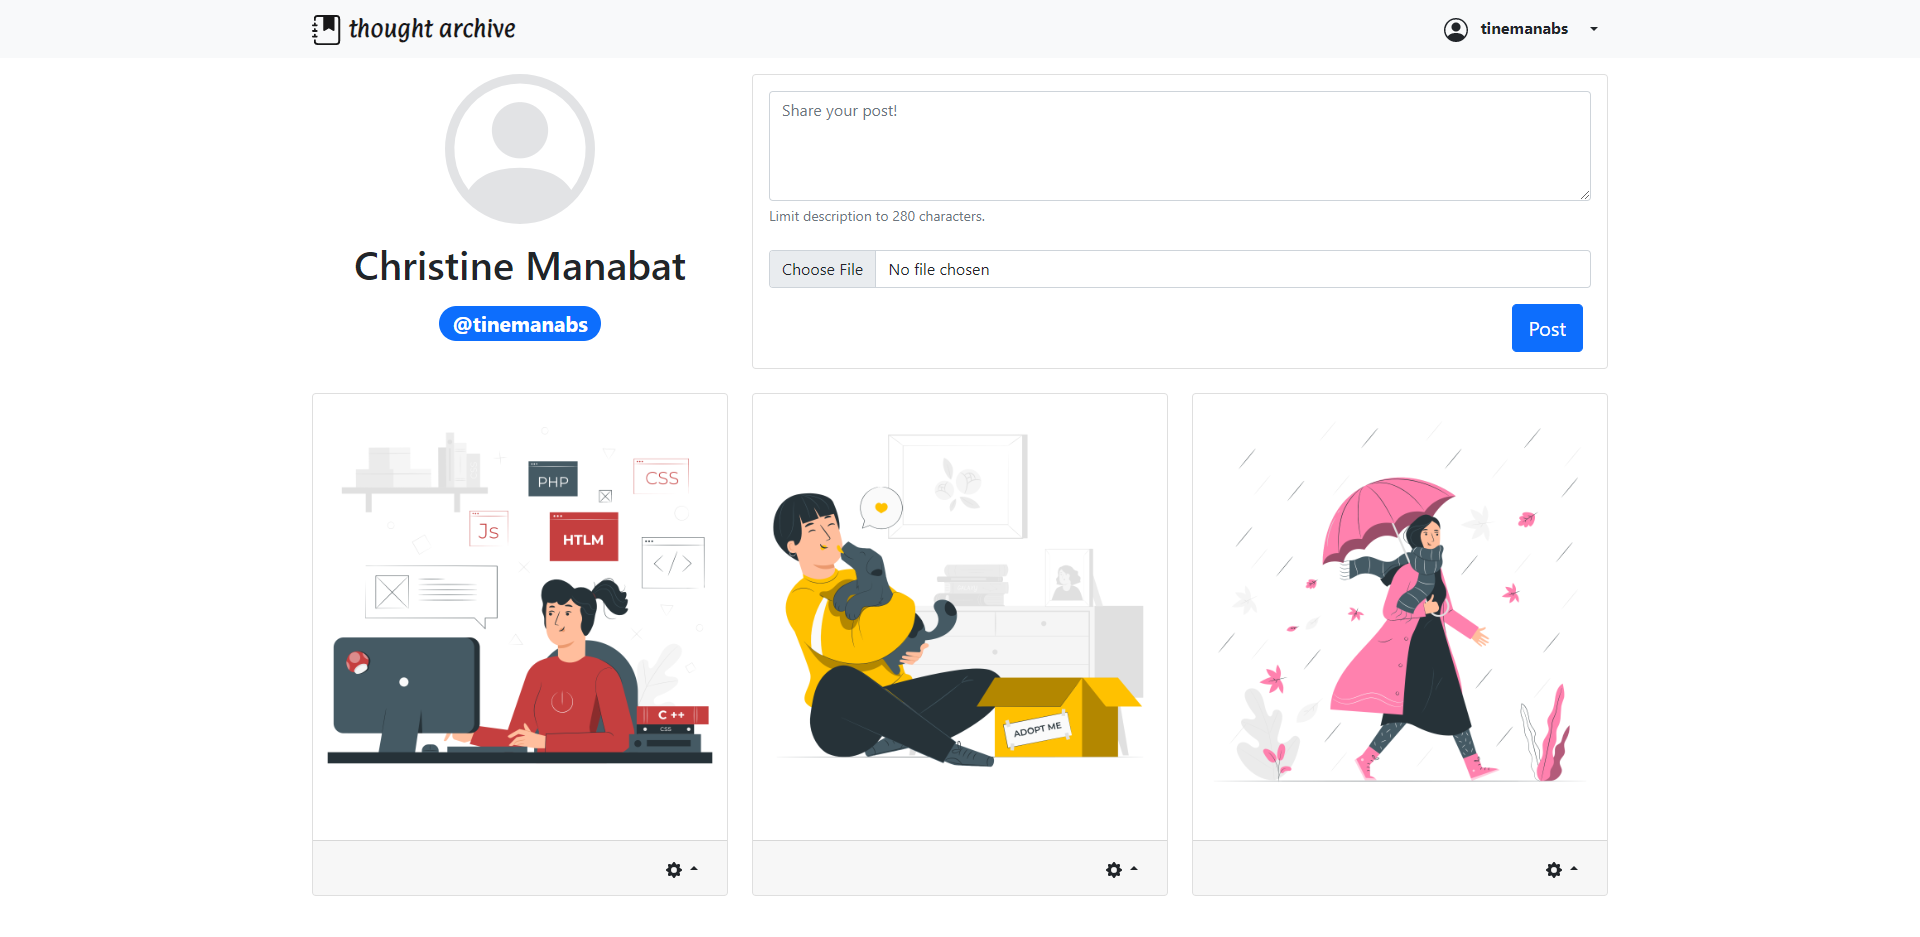 thought archive
tinemanabs
Christine Manabat
@tinemanabs
Share your post!
Limit description to 280 characters.
Choose File No file chosen
Post
PHP
CSS
Js
HTLM
</>
C ++
CSS
ADOPT ME